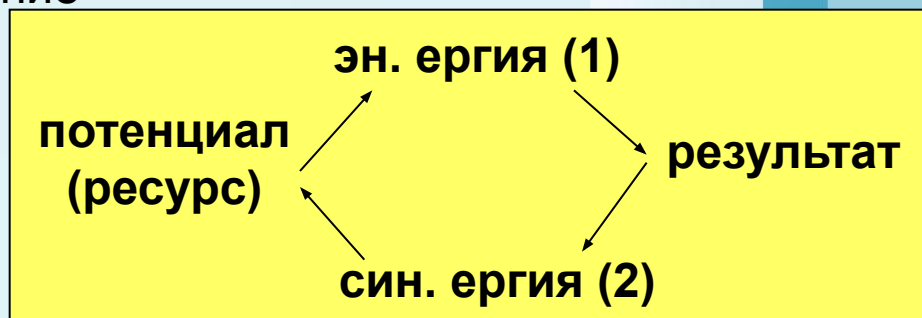 эн. ергия (1)
потенциал
(ресурс)
результат
син. ергия (2)